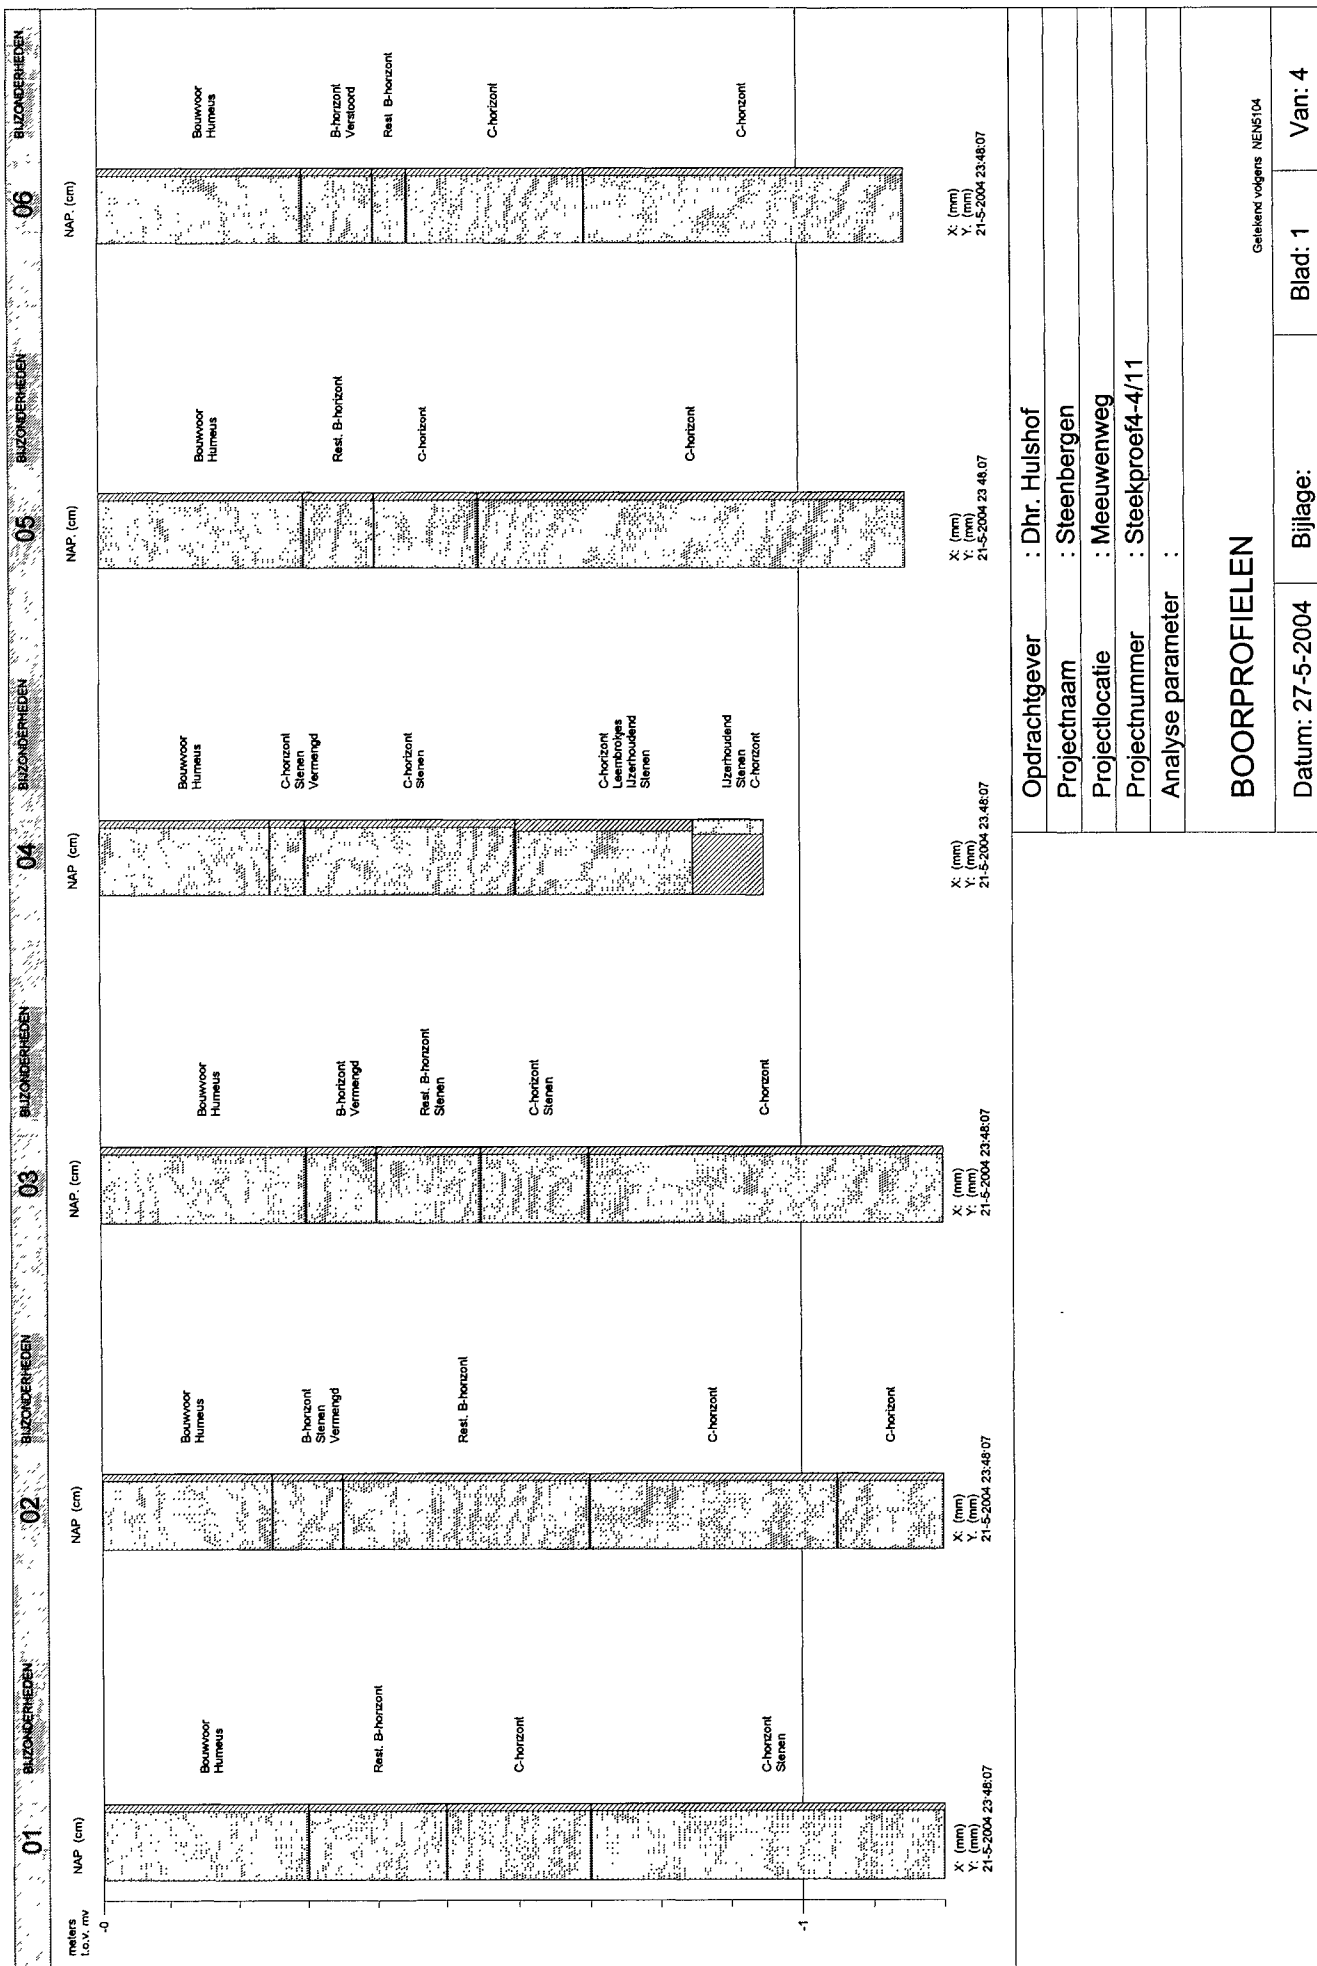 01 BIJZONDERHEDEN 02 BIJZONDERHEDEN 03 BIJZONDERHEDEN 04 BIJZONDERHEDEN 05 BIJZONDERHEDEN 06 BIJZONDERHEDEN
meters
t.o.v. mv
-0
-1
NAP (cm)
Bouwvoor
Humeus
Rest. B-horizont
C-horizont
C-horizont
Stenen
X: (mm)
Y: (mm)
21-5-2004 23:48:07
NAP (cm)
Bouwvoor
Humeus
B-horizont
Stenen
Vermengd
Rest. B-horizont
C-horizont
C-horizont
X: (mm)
Y: (mm)
21-5-2004 23:48:07
NAP. (cm)
Bouwvoor
Humeus
B-horizont
Vermengd
Rest. B-horizont
Stenen
C-horizont
Stenen
C-horizont
X: (mm)
Y: (mm)
21-5-2004 23:48:07
NAP (cm)
Bouwvoor
Humeus
C-horizont
Stenen
Vermengd
C-horizont
Stenen
C-horizont
Leembrokjes
IJzerhoudend
Stenen
IJzerhoudend
Stenen
C-horizont
X: (mm)
Y: (mm)
21-5-2004 23.48:07
NAP. (cm)
Bouwvoor
Humeus
Rest. B-horizont
C-horizont
C-horizont
X: (mm)
Y: (mm)
21-5-2004 23 48.07
NAP. (cm)
Bouwvoor
Humeus
B-horizont
Verstoord
Rest B-horizont
C-horizont
C-horizont
X: (mm)
Y. (mm)
21-5-2004 23:48:07
Opdrachtgever : Dhr. Hulshof
Projectnaam : Steenbergen
Projectlocatie : Meeuwenweg
Projectnummer : Steekproef4-4/11
Analyse parameter :
BOORPROFIELEN
Getekend volgens NEN5104
Datum: 27-5-2004 Bijlage: Blad: 1 Van: 4